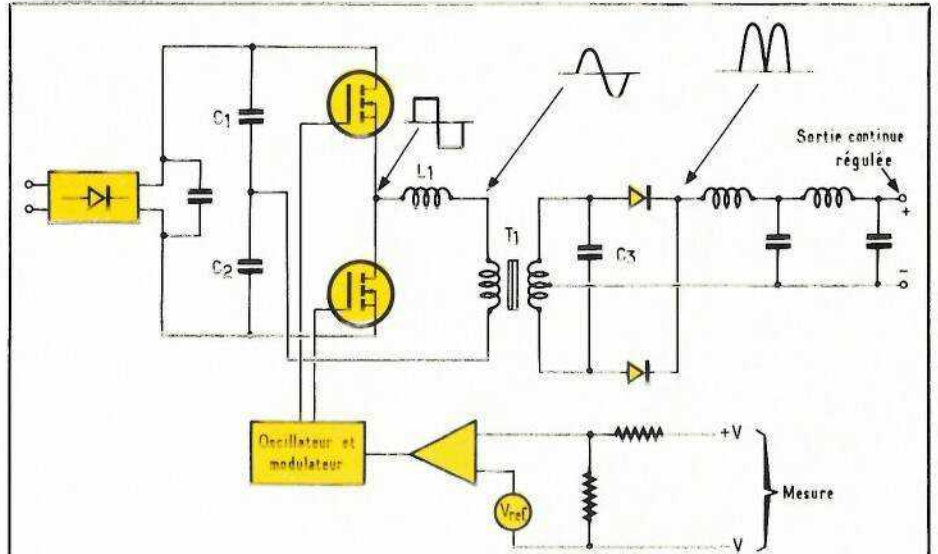 Sortie continue
régulée
C1
L1
+
T1
C3
C2
-
Oscillateur et
modulateur
+V
Mesure
Vref
V